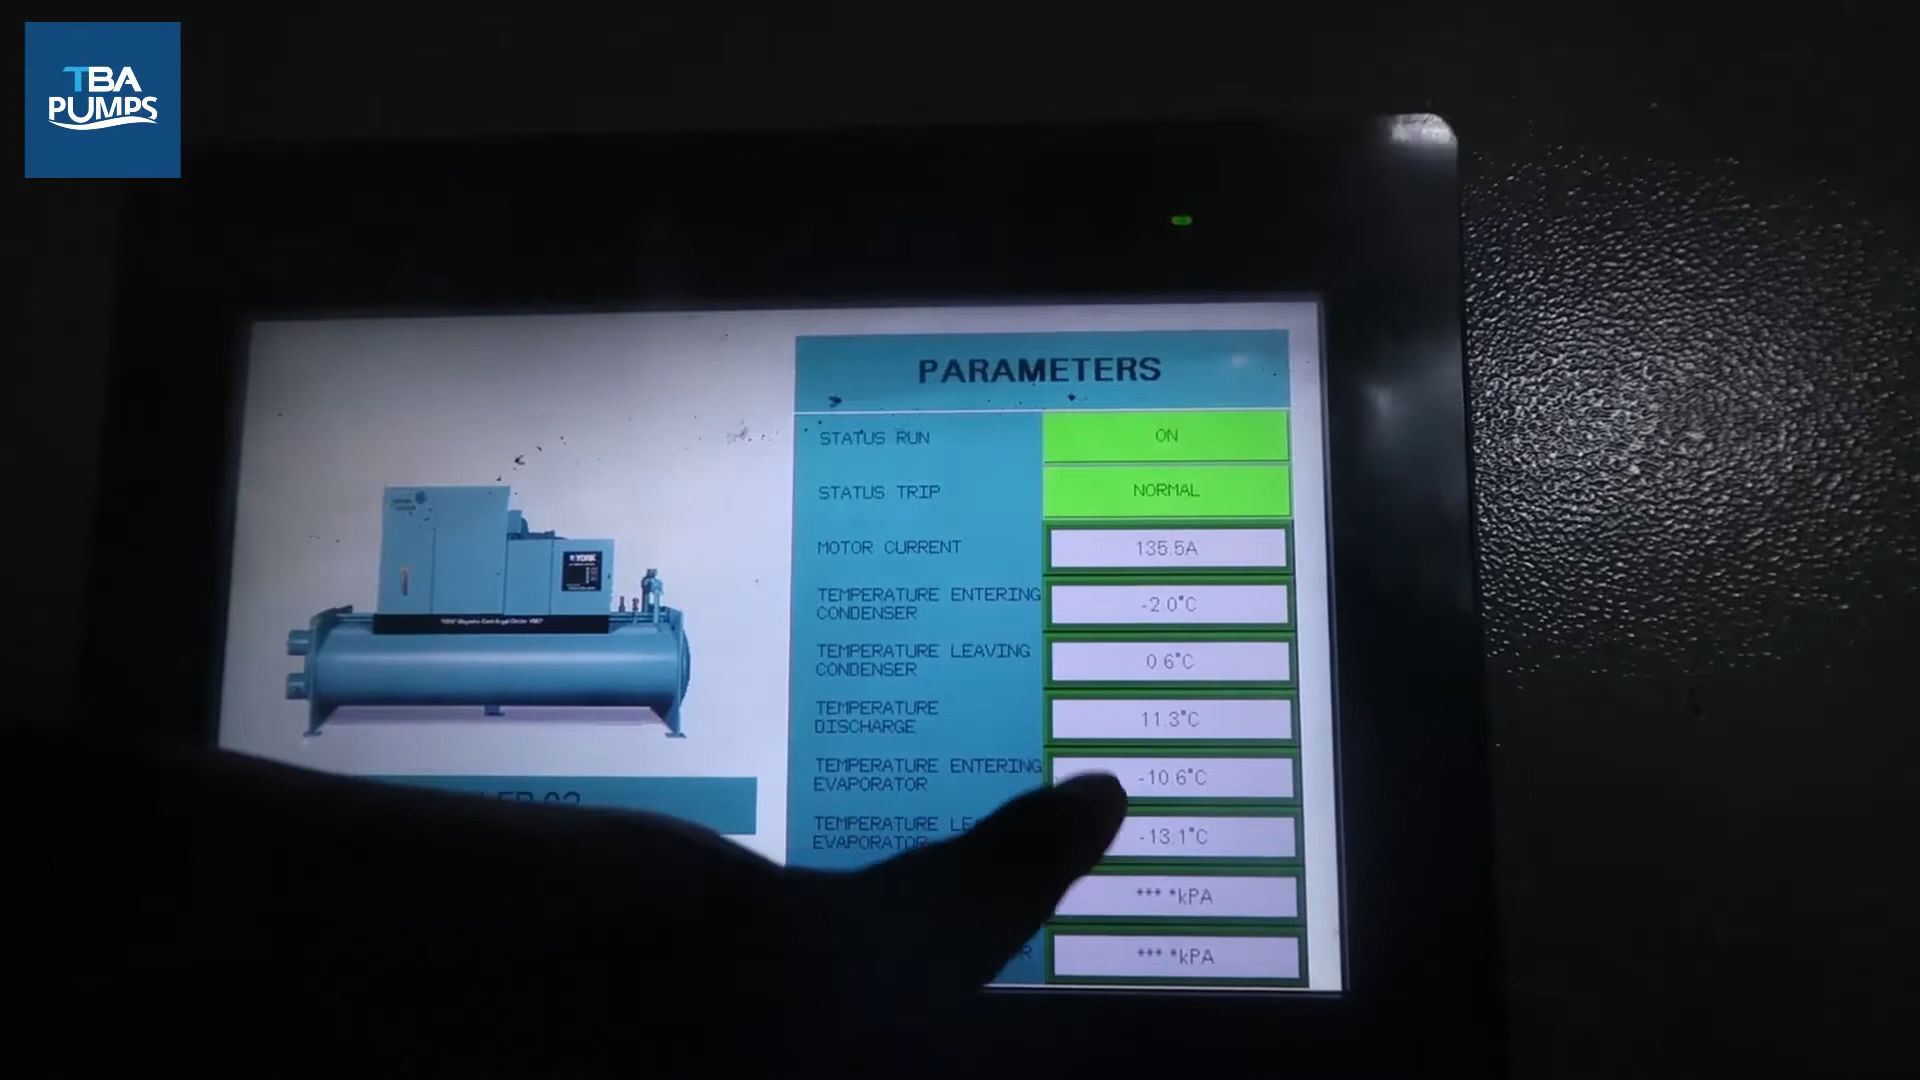 TBA
PUMPS
PARAMETERS
STATUS RUN
ON
STATUS TRIP
NORMAL
MOTOR CURRENT
135.5A
TEMPERATURE ENTERING
CONDENSER
-2.0°C
TEMPERATURE LEAVING
CONDENSER
0.6°C
TEMPERATURE
DISCHARGE
11.3°C
TEMPERATURE ENTERING
EVAPORATOR
-10.6°C
TEMPERATURE
EVAPORATOR
-13.1°C
*** *kPA
*** *kPA
YORK